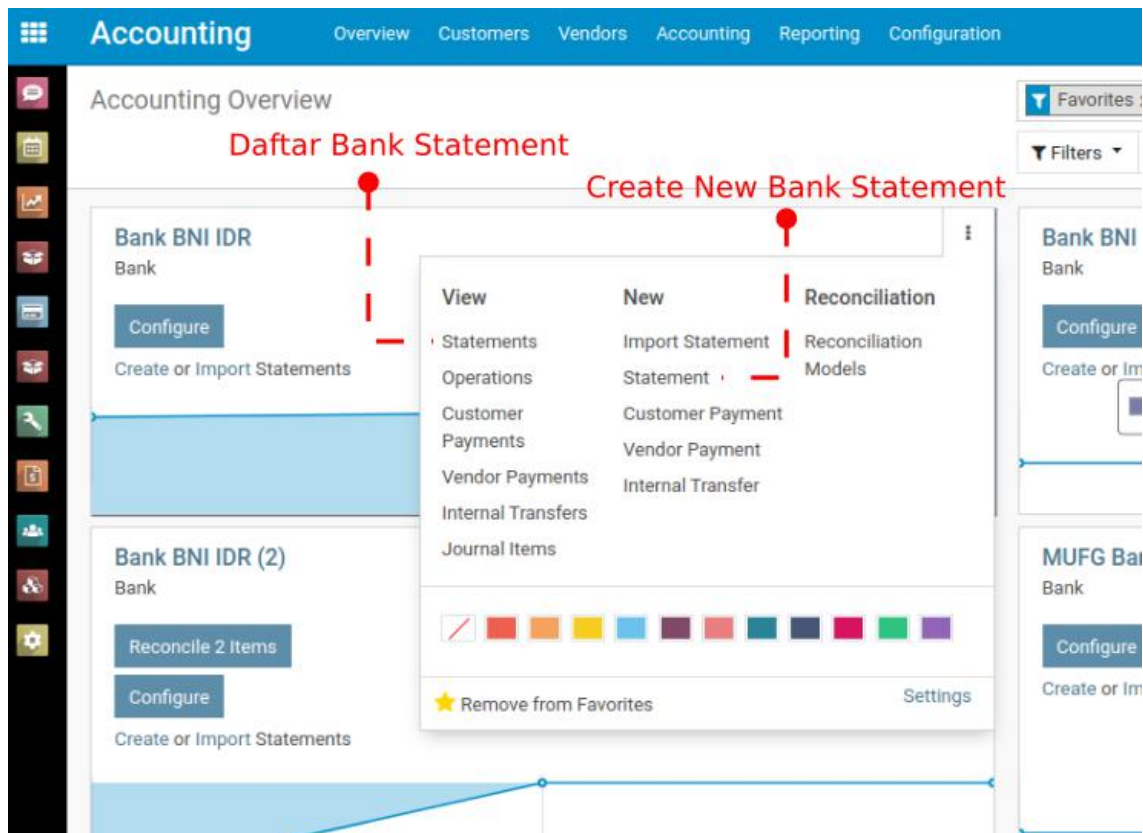 Accounting Overview Customers Vendors Accounting Reporting Configuration
Accounting Overview
Favorites :
Filters
Daftar Bank Statement
Create New Bank Statement
Bank BNI IDR
Bank
Configure
Create or Import Statements
View
Statements
Operations
Customer
Payments
Vendor Payments
Internal Transfers
Journal Items
New
Import Statement
Statement
Customer Payment
Vendor Payment
Internal Transfer
Reconciliation
Reconciliation
Models
Remove from Favorites
Settings
Bank BNI
Bank
Configure
Create or Im
Bank BNI IDR (2)
Bank
Reconcile 2 Items
Configure
Create or Import Statements
MUFG Ban
Bank
Configure
Create or Im